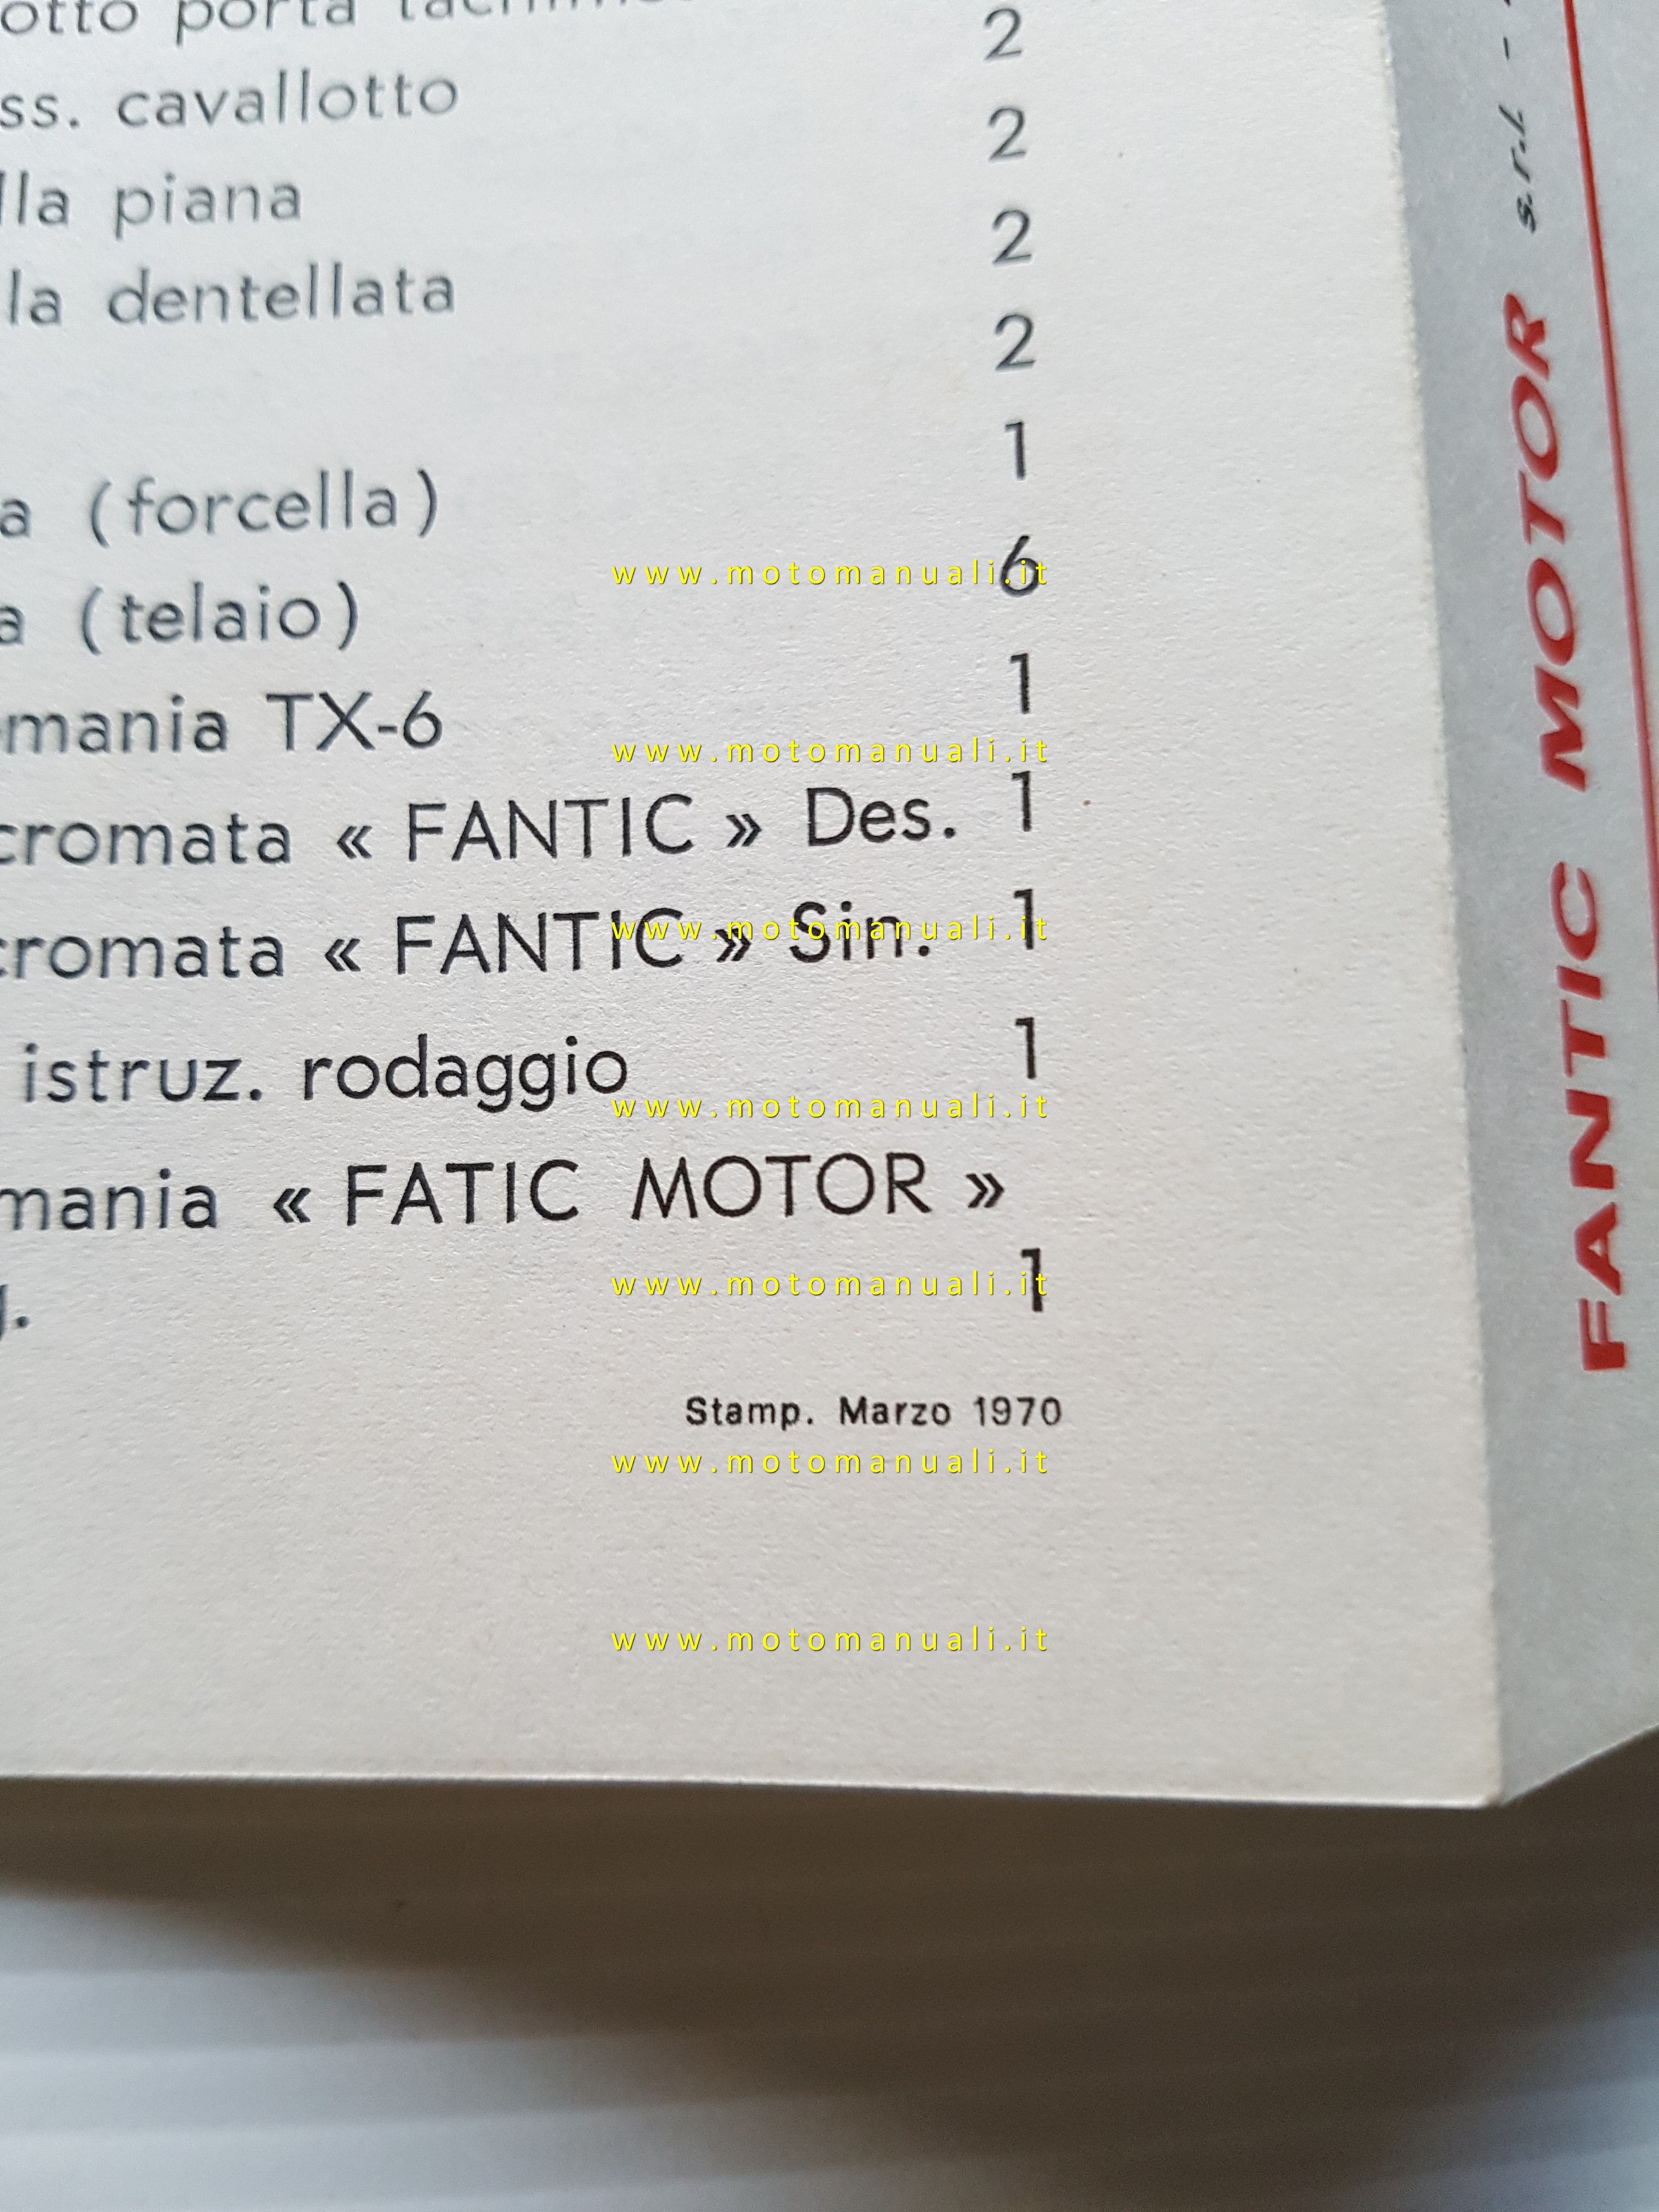 otto porta
2
ss. cavallotto
2
lla piana
2
la dentellata
2
1
a (forcella)
6
a (telaio)
1
mania TX-6
1
cromata « FANTIC » Des.
1
cromata « FANTIC » Sin.
1
istruz. rodaggio
mania « FATIC MOTOR »
1
g.
Stamp. Marzo 1970
FANTIC MOTOR s.r.l. -
www.motomanuali.it
www.motomanuali.it
www.motomanuali.it
www.motomanuali.it
www.motomanuali.it
www.motomanuali.it
www.motomanuali.it